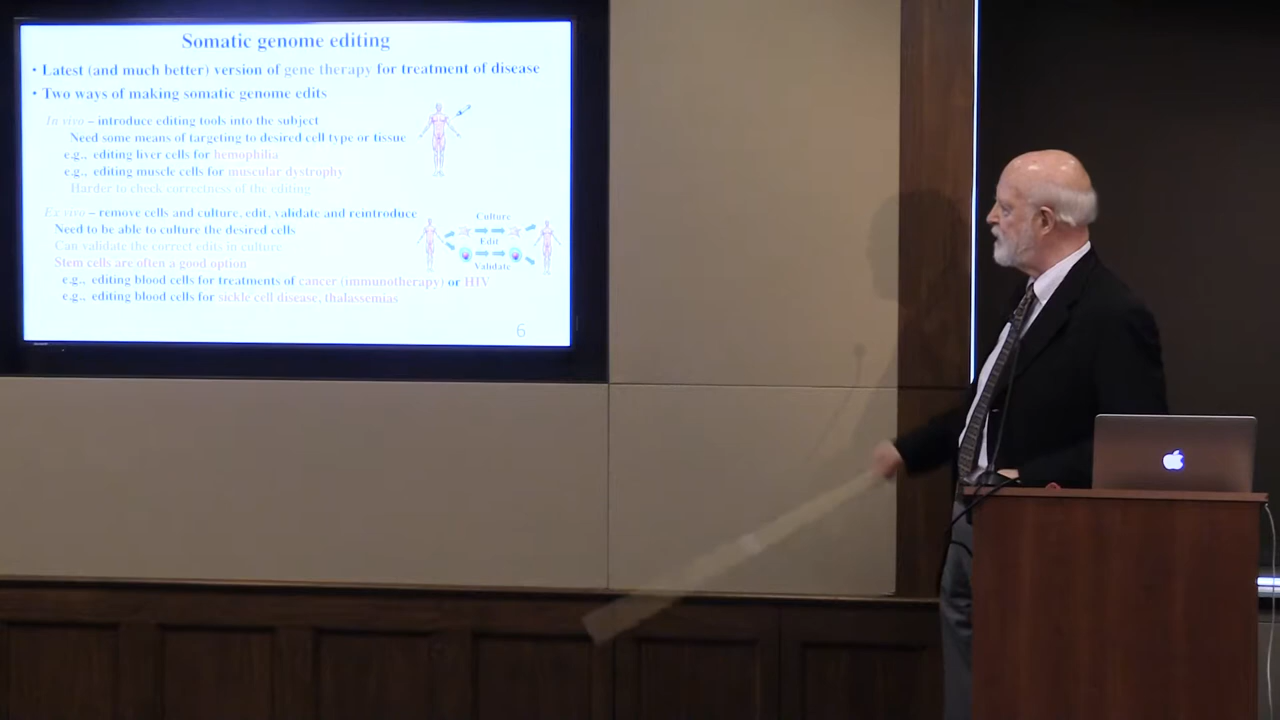 Somatic genome editing
• Latest (and much better) version of gene therapy for treatment of disease
• Two ways of making somatic genome edits
In vivo – introduce editing tools into the subject
Need some means of targeting to desired cell type or tissue
e.g., editing liver cells for hemophilia
e.g., editing muscle cells for muscular dystrophy
Harder to check correctness of the editing
Ex vivo – remove cells and culture, edit, validate and reintroduce
Need to be able to culture the desired cells
Can validate the correct edits in culture
Stem cells are often a good option
e.g., editing blood cells for treatments of cancer (immunotherapy) or HIV
e.g., editing blood cells for sickle cell disease, thalassemias
Culture
Edit
Validate
6